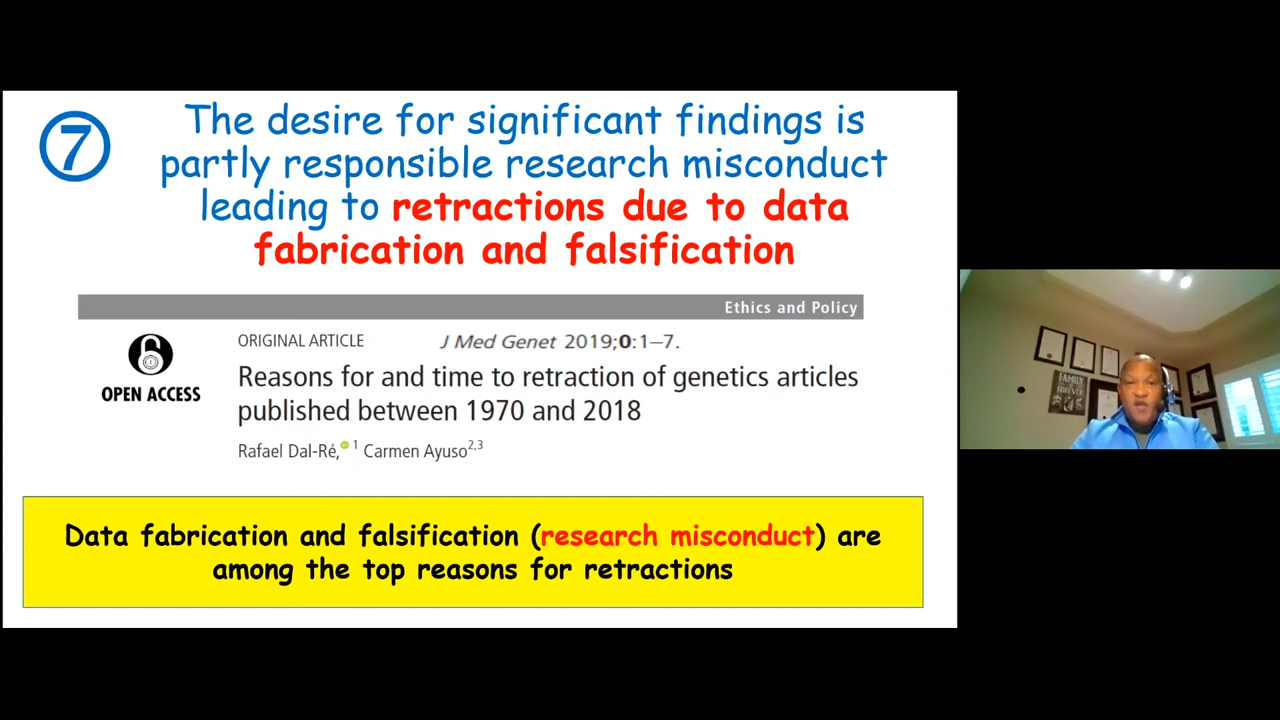 7
The desire for significant findings is
partly responsible research misconduct
leading to retractions due to data
fabrication and falsification
Ethics and Policy
OPEN ACCESS
ORIGINAL ARTICLE J Med Genet 2019;0:1–7.
Reasons for and time to retraction of genetics articles
published between 1970 and 2018
Rafael Dal-Ré, 1 Carmen Ayuso2,3
Data fabrication and falsification (research misconduct) are
among the top reasons for retractions
FAMILY
FOREVER